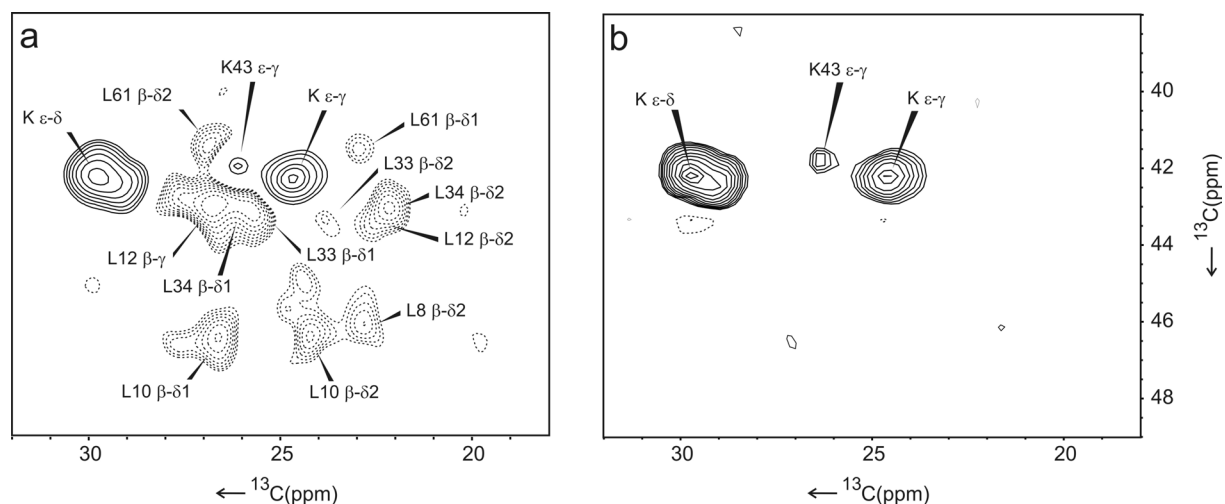 a
K43 ε-γ
L61 β-δ2
K ε-γ
K ε-δ
L61 β-δ1
L33 β-δ2
L34 β-δ2
L12 β-δ2
L12 β-γ
L33 β-δ1
L34 β-δ1
L8 β-δ2
L10 β-δ1
L10 β-δ2
30 25 20
← ¹³C(ppm)
b
K43 ε-γ
K ε-δ
K ε-γ
40
42
44
46
48
← ¹³C(ppm)
30 25 20
← ¹³C(ppm)